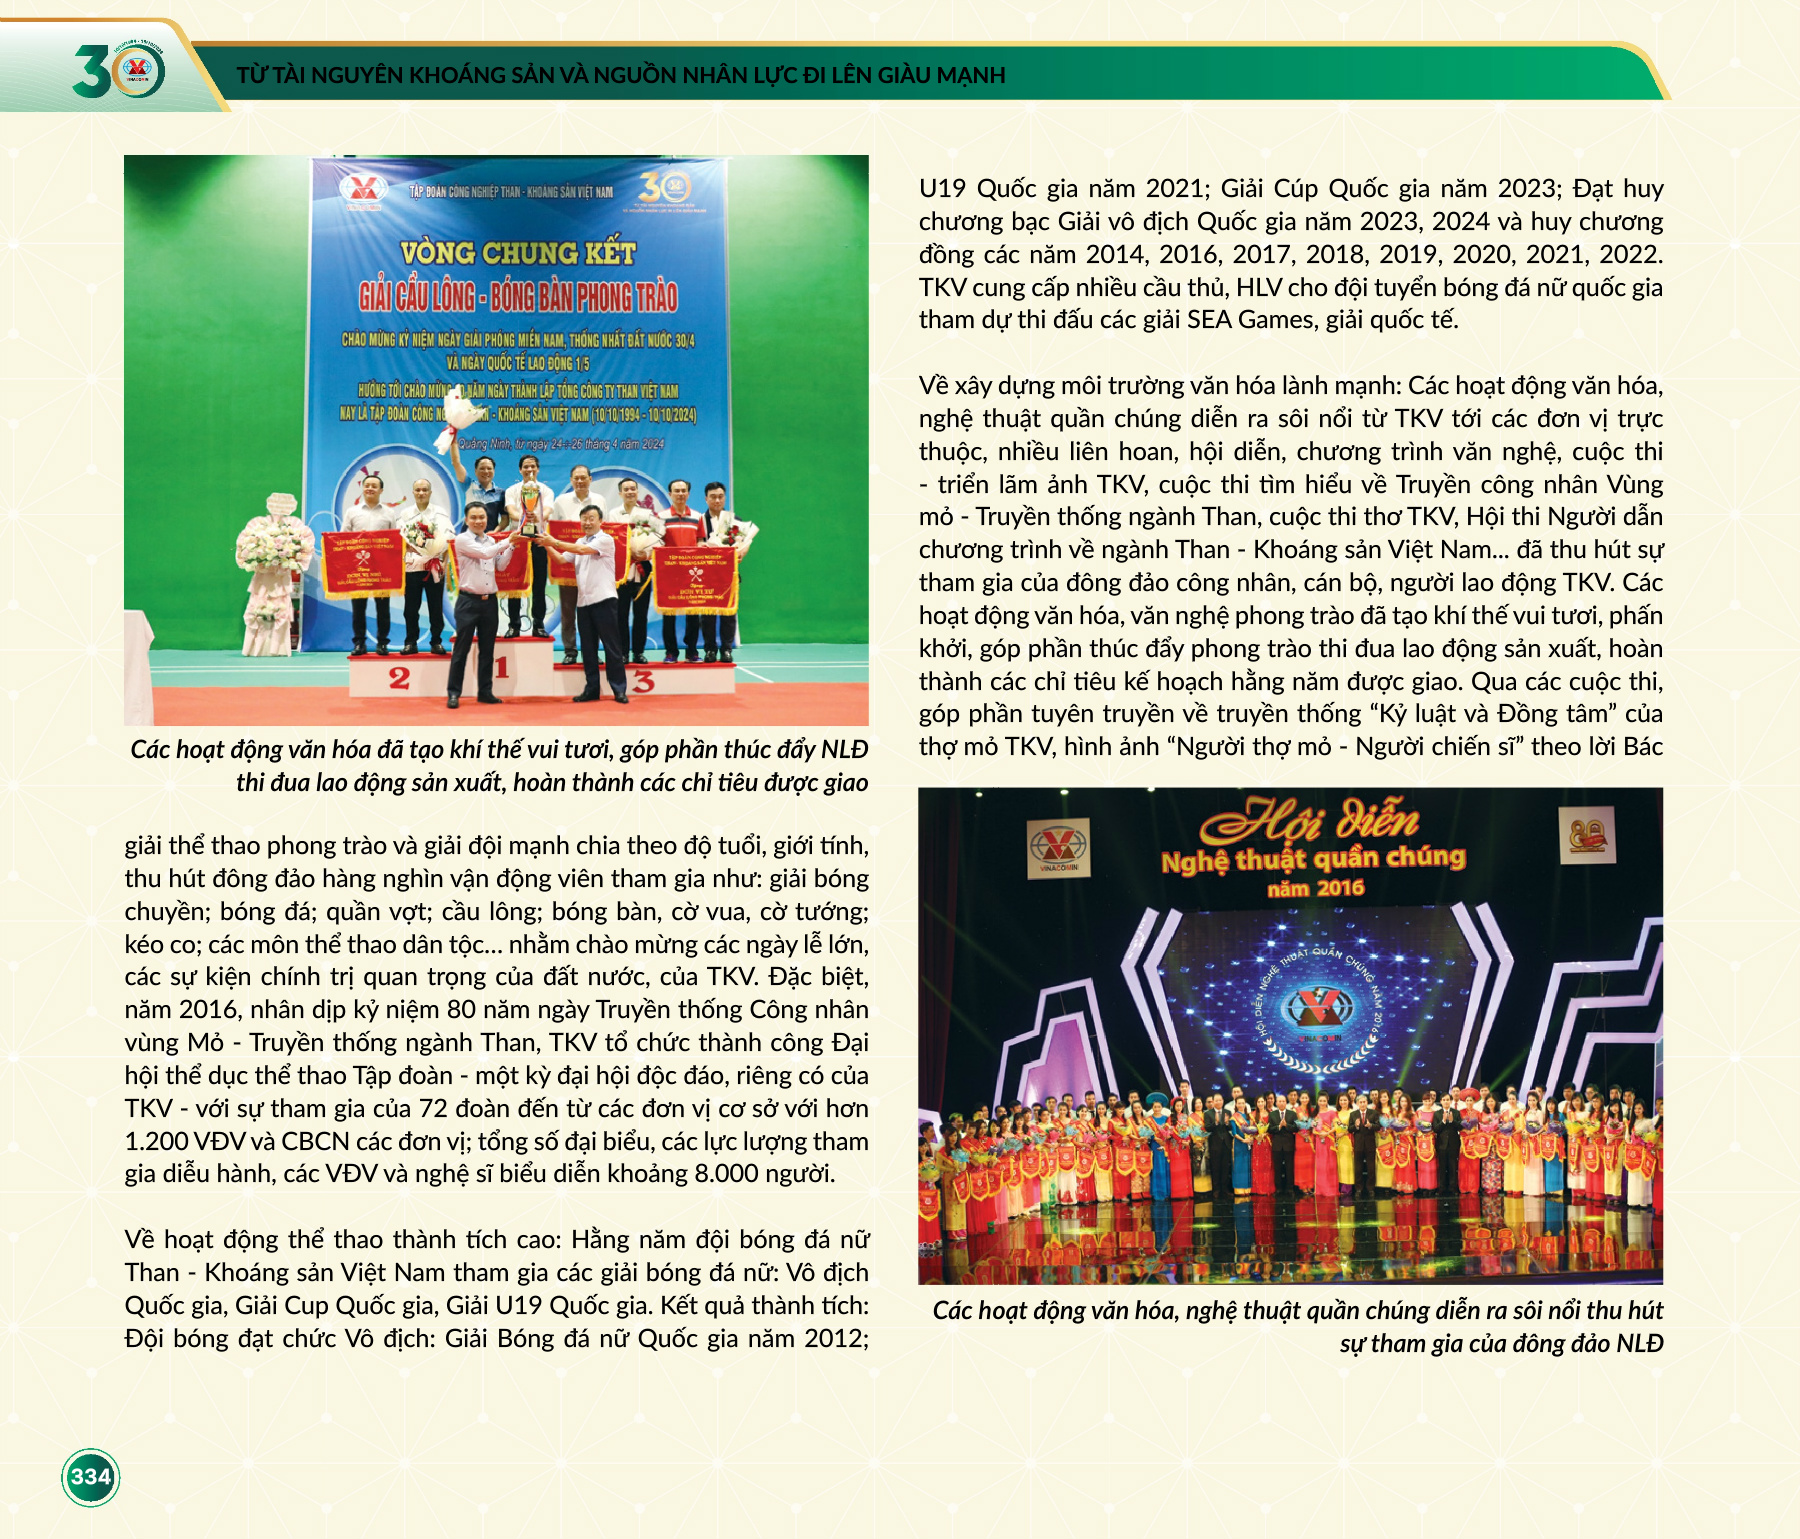 TỪ TÀI NGUYÊN KHOÁNG SẢN VÀ NGUỒN NHÂN LỰC ĐI LÊN GIÀU MẠNH
30
VINACOMIN
TẬP ĐOÀN CÔNG NGHIỆP THAN - KHOÁNG SẢN VIỆT NAM
30
VÒNG CHUNG KẾT
GIẢI CẦU LÔNG - BÓNG BÀN PHONG TRÀO
CHÀO MỪNG KỶ NIỆM NGÀY GIẢI PHÓNG MIỀN NAM, THỐNG NHẤT ĐẤT NƯỚC 30/4
VÀ NGÀY QUỐC TẾ LAO ĐỘNG 1/5
HƯỚNG TỚI CHÀO MỪNG NĂM NGÀY THÀNH LẬP TỔNG CÔNG TY THAN VIỆT NAM
NAY LÀ TẬP ĐOÀN CÔNG - KHOÁNG SẢN VIỆT NAM (10/10/1994 - 10/10/2024)
Quảng Ninh, từ ngày 24 - 26 tháng 4 năm 2024
2 1 3
Các hoạt động văn hóa đã tạo khí thế vui tươi, góp phần thúc đẩy NLĐ
thi đua lao động sản xuất, hoàn thành các chỉ tiêu được giao
giải thể thao phong trào và giải đội mạnh chia theo độ tuổi, giới tính,
thu hút đông đảo hàng nghìn vận động viên tham gia như: giải bóng
chuyền; bóng đá; quần vợt; cầu lông; bóng bàn, cờ vua, cờ tướng;
kéo co; các môn thể thao dân tộc... nhằm chào mừng các ngày lễ lớn,
các sự kiện chính trị quan trọng của đất nước, của TKV. Đặc biệt,
năm 2016, nhân dịp kỷ niệm 80 năm ngày Truyền thống Công nhân
vùng Mỏ - Truyền thống ngành Than, TKV tổ chức thành công Đại
hội thể dục thể thao Tập đoàn - một kỳ đại hội độc đáo, riêng có của
TKV - với sự tham gia của 72 đoàn đến từ các đơn vị cơ sở với hơn
1.200 VĐV và CBCN các đơn vị; tổng số đại biểu, các lực lượng tham
gia diễu hành, các VĐV và nghệ sĩ biểu diễn khoảng 8.000 người.
Về hoạt động thể thao thành tích cao: Hằng năm đội bóng đá nữ
Than - Khoáng sản Việt Nam tham gia các giải bóng đá nữ: Vô địch
Quốc gia, Giải Cup Quốc gia, Giải U19 Quốc gia. Kết quả thành tích:
Đội bóng đạt chức Vô địch: Giải Bóng đá nữ Quốc gia năm 2012;
U19 Quốc gia năm 2021; Giải Cúp Quốc gia năm 2023; Đạt huy
chương bạc Giải vô địch Quốc gia năm 2023, 2024 và huy chương
đồng các năm 2014, 2016, 2017, 2018, 2019, 2020, 2021, 2022.
TKV cung cấp nhiều cầu thủ, HLV cho đội tuyển bóng đá nữ quốc gia
tham dự thi đấu các giải SEA Games, giải quốc tế.
Về xây dựng môi trường văn hóa lành mạnh: Các hoạt động văn hóa,
nghệ thuật quần chúng diễn ra sôi nổi từ TKV tới các đơn vị trực
thuộc, nhiều liên hoan, hội diễn, chương trình văn nghệ, cuộc thi
- triển lãm ảnh TKV, cuộc thi tìm hiểu về Truyền công nhân Vùng
mỏ - Truyền thống ngành Than, cuộc thi thơ TKV, Hội thi Người dẫn
chương trình về ngành Than - Khoáng sản Việt Nam... đã thu hút sự
tham gia của đông đảo công nhân, cán bộ, người lao động TKV. Các
hoạt động văn hóa, văn nghệ phong trào đã tạo khí thế vui tươi, phấn
khởi, góp phần thúc đẩy phong trào thi đua lao động sản xuất, hoàn
thành các chỉ tiêu kế hoạch hằng năm được giao. Qua các cuộc thi,
góp phần tuyên truyền về truyền thống “Kỷ luật và Đồng tâm” của
thợ mỏ TKV, hình ảnh “Người thợ mỏ - Người chiến sĩ” theo lời Bác
Hội diễn
Nghệ thuật quần chúng
năm 2016
VINACOMIN
80
HỘI DIỄN NGHỆ THUẬT QUẦN CHÚNG NĂM 2016
VINACOMIN
Các hoạt động văn hóa, nghệ thuật quần chúng diễn ra sôi nổi thu hút
sự tham gia của đông đảo NLĐ
334